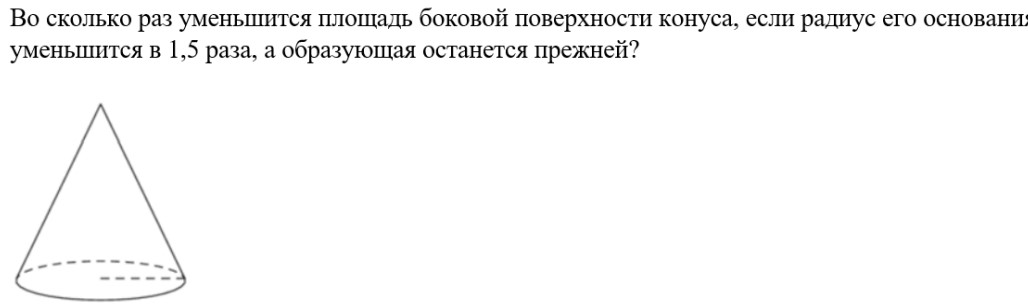 Во сколько раз уменьшится площадь боковой поверхности конуса, если радиус его основания
уменьшится в 1,5 раза, а образующая останется прежней?